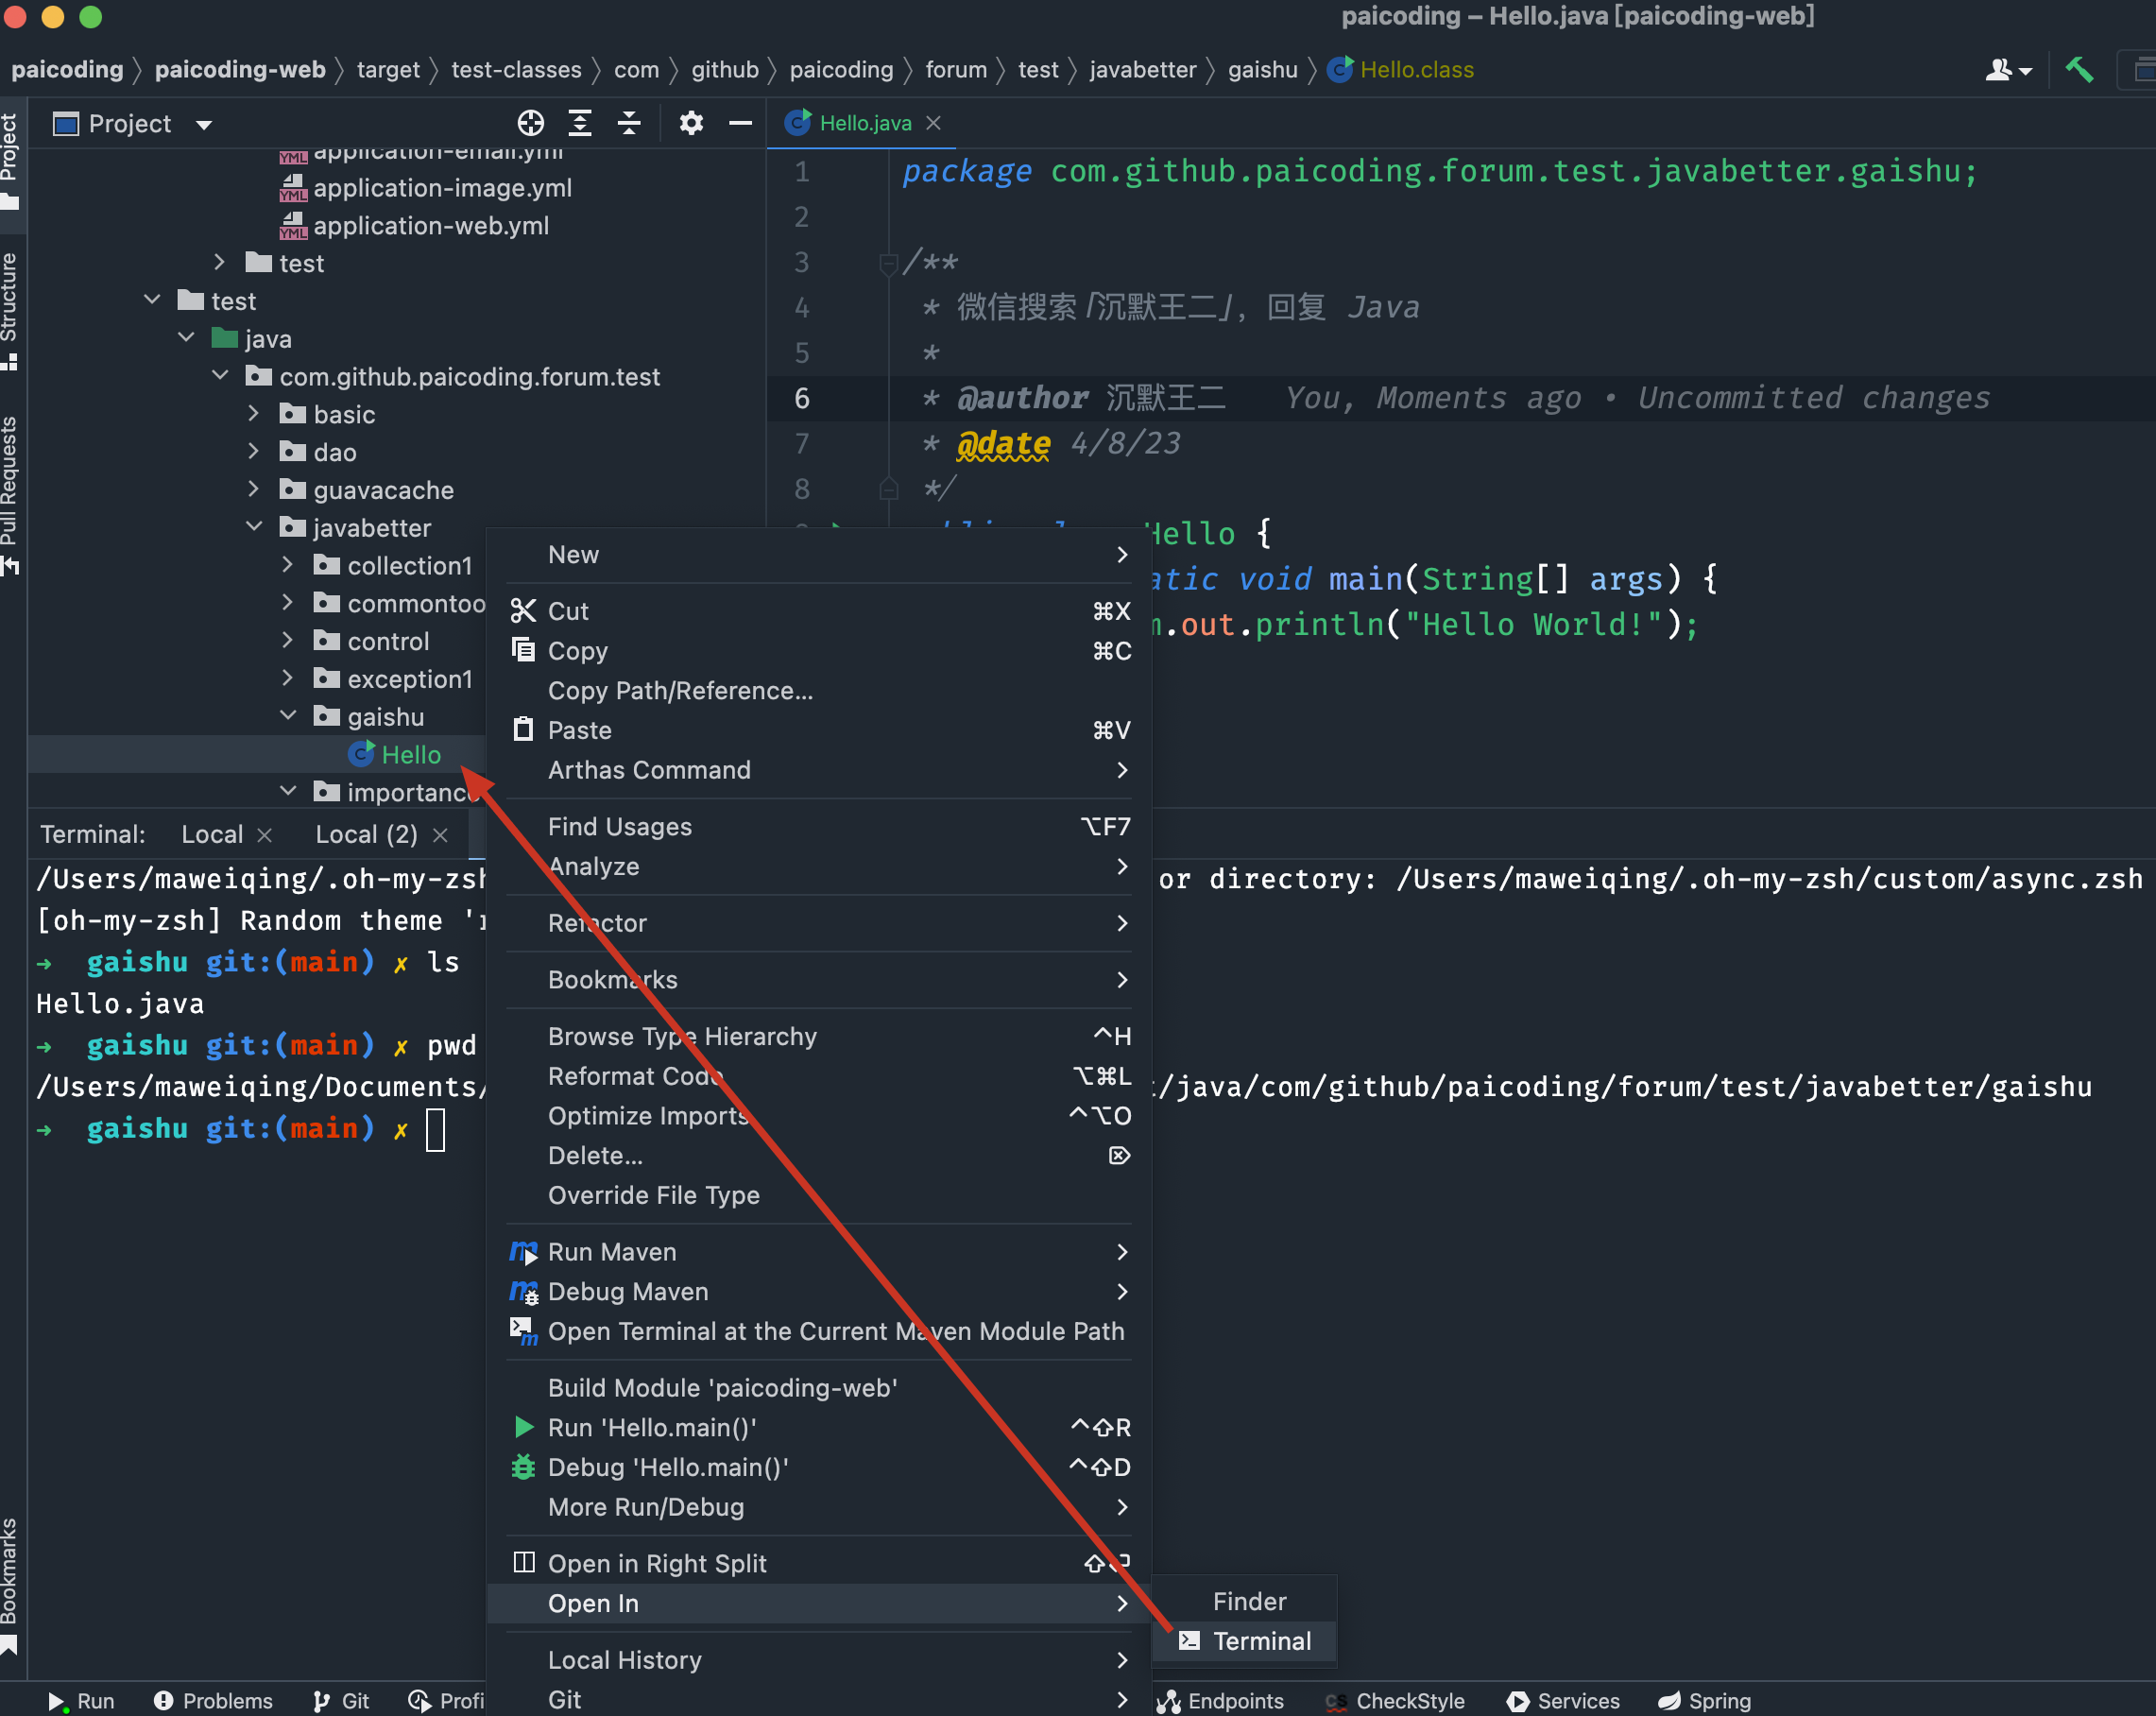 paicoding – Hello.java [paicoding-web]
paicoding 〉 paicoding-web 〉 target 〉 test-classes 〉 com 〉 github 〉 paicoding 〉 forum 〉 test 〉 javabetter 〉 gaishu 〉 Hello.class
Project
Structure
Pull Requests
Bookmarks
Project
application-email.yml
application-image.yml
application-web.yml
test
test
java
com.github.paicoding.forum.test
basic
dao
guavacache
javabetter
collection1
commontoo
control
exception1
gaishu
Hello
importance
Hello.java
1 package com.github.paicoding.forum.test.javabetter.gaishu;
2
3 /**
4 * 微信搜索「沉默王二」，回复 Java
5 *
6 * @author 沉默王二 You, Moments ago • Uncommitted changes
7 * @date 4/8/23
8 */
Hello {
atic void main(String[] args) {
.out.println("Hello World!");
New
Cut ⌘X
Copy ⌘C
Copy Path/Reference...
Paste ⌘V
Arthas Command
Find Usages ⌥F7
Analyze
Refactor
Bookmarks
Browse Type Hierarchy ^H
Reformat Code ⌥⌘L
Optimize Imports ^⌥O
Delete... ⌦
Override File Type
Run Maven
Debug Maven
Open Terminal at the Current Maven Module Path
Build Module 'paicoding-web'
Run 'Hello.main()' ^⇧R
Debug 'Hello.main()' ^⇧D
More Run/Debug
Open in Right Split ⇧⏎
Open In
Local History
Git
Finder
Terminal
Terminal: Local × Local (2) ×
/Users/maweiqing/.oh-my-zsh or directory: /Users/maweiqing/.oh-my-zsh/custom/async.zsh
[oh-my-zsh] Random theme '
➜ gaishu git:(main) ✗ ls
Hello.java
➜ gaishu git:(main) ✗ pwd
/Users/maweiqing/Documents/ /java/com/github/paicoding/forum/test/javabetter/gaishu
➜ gaishu git:(main) ✗
Run Problems Git Profi Endpoints CheckStyle Services Spring